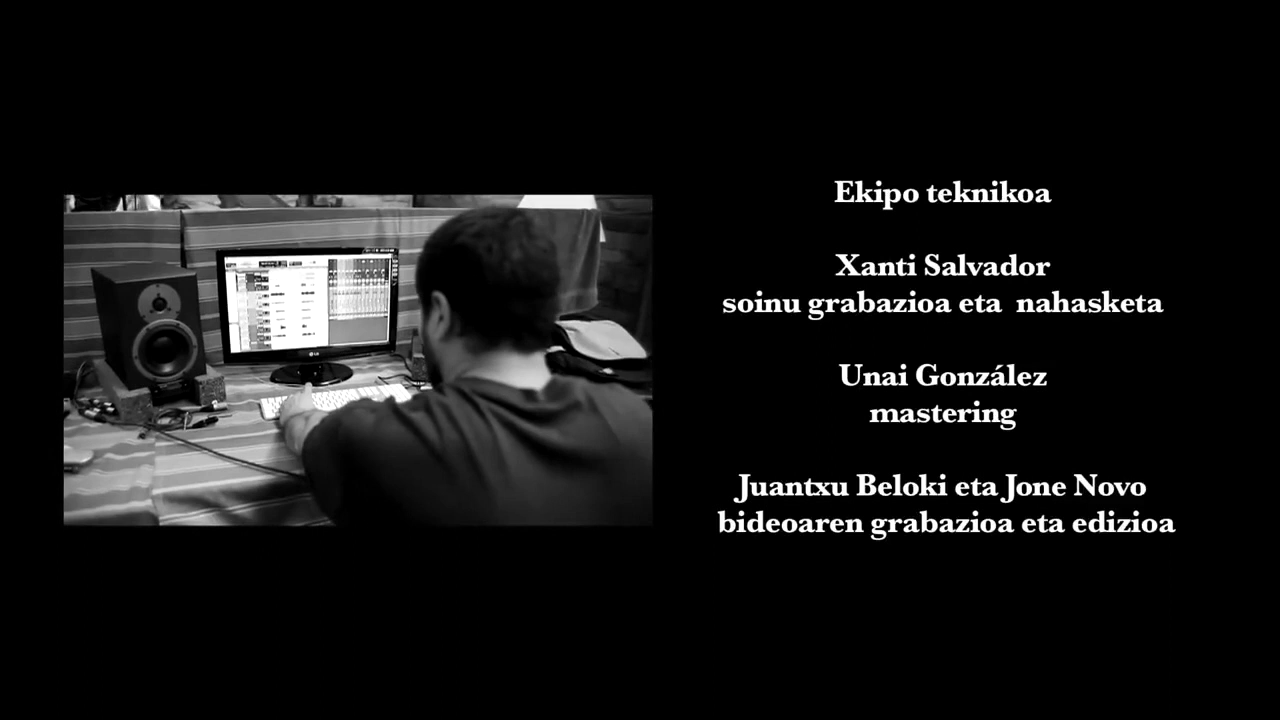 Ekipo teknikoa
Xanti Salvador
soinu grabazioa eta nahasketa
Unai González
mastering
Juantxu Beloki eta Jone Novo
bideoaren grabazioa eta edizioa
LG